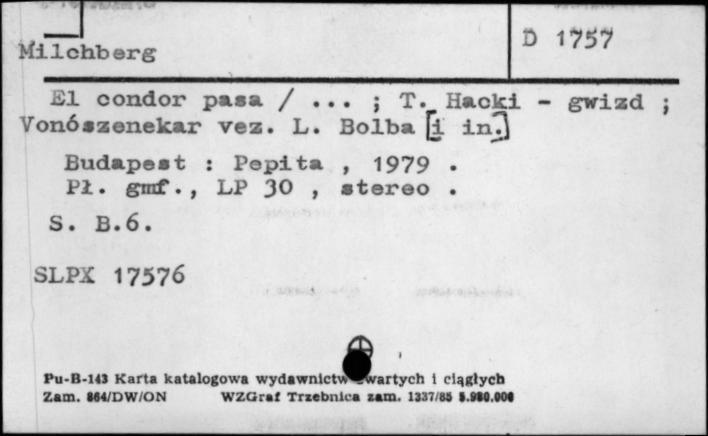 Milchberg
D 1757
El condor pasa / ... ; T. Hacki - gwizd ;
Vonószenekar vez. L. Bolba [i in.]
Budapest : Pepita , 1979 .
Pł. gmf., LP 30 , stereo .
S. B.6.
SLPX 17576
Pu-B-143 Karta katalogowa wydawnictw wartych i ciągłych
Zam. 864/DW/ON WZGraf Trzebnica zam. 1337/85 5.980.000